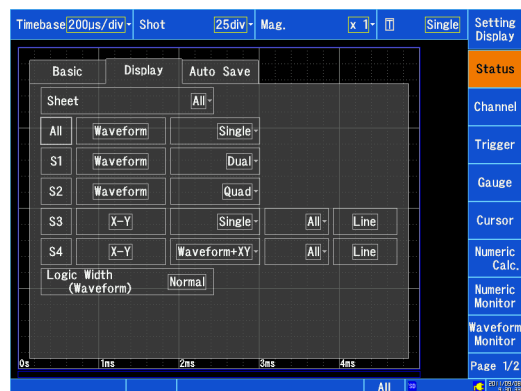 Timebase 200µs/div Shot 25div Mag. x 1 Single
Setting
Display
Status
Channel
Trigger
Gauge
Cursor
Numeric
Calc.
Numeric
Monitor
Waveform
Monitor
Page 1/2
Basic Display Auto Save
Sheet All
All Waveform Single
S1 Waveform Dual
S2 Waveform Quad
S3 X-Y Single All Line
S4 X-Y Waveform+XY All Line
Logic Width
(Waveform) Normal
0s 1ms 2ms 3ms 4ms
All SD